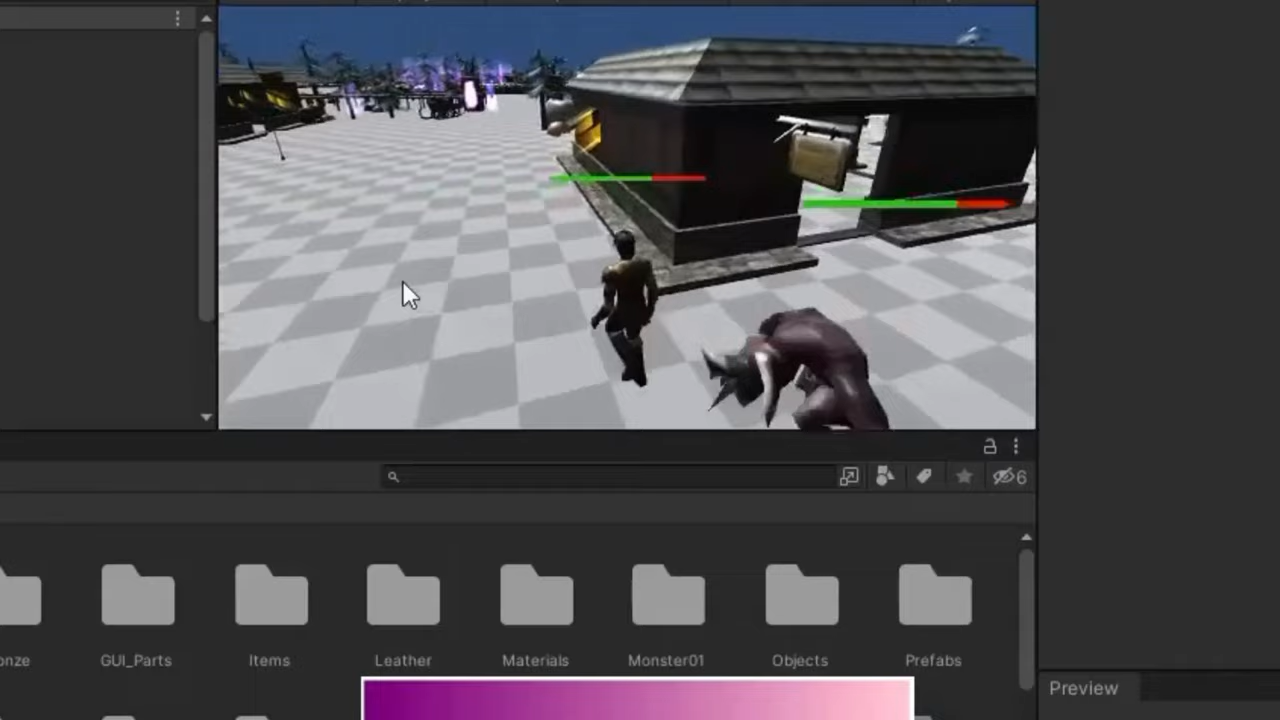 6
onze
GUI_Parts
Items
Leather
Materials
Monster01
Objects
Prefabs
Preview